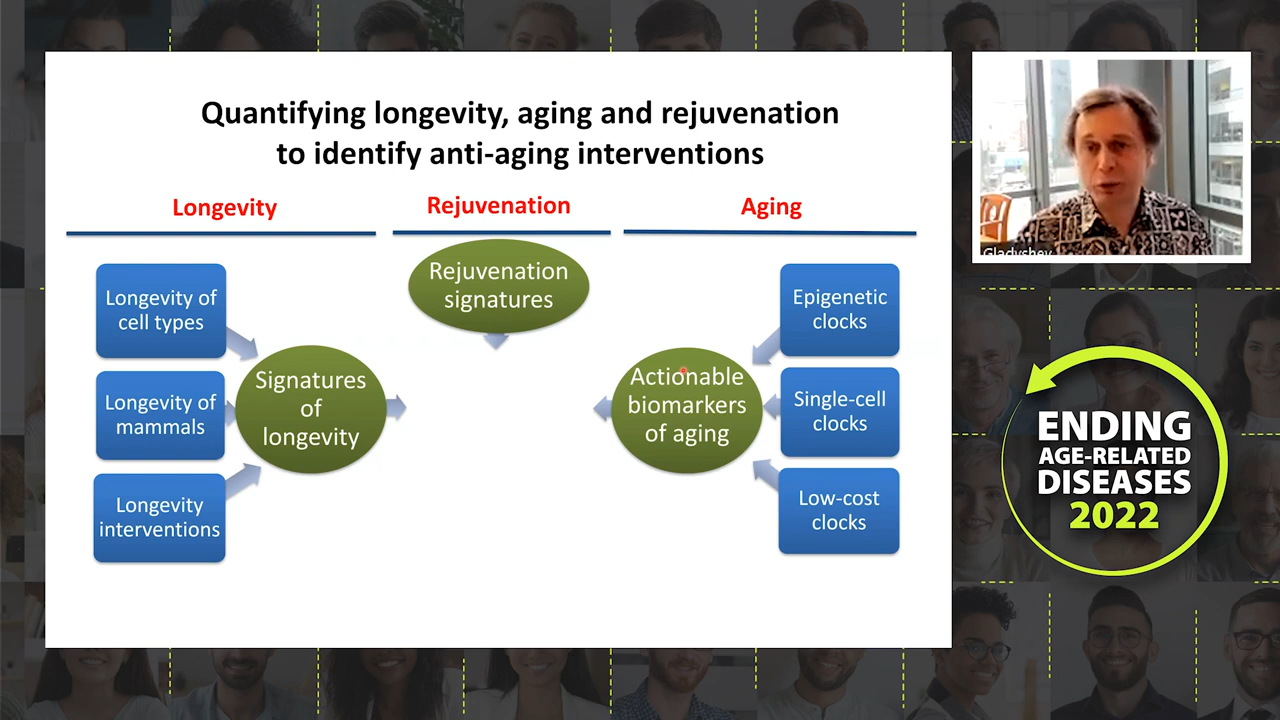 Quantifying longevity, aging and rejuvenation
to identify anti-aging interventions
Longevity
Rejuvenation
Aging
Longevity of
cell types
Longevity of
mammals
Longevity
interventions
Signatures
of
longevity
Rejuvenation
signatures
Actionable
biomarkers
of aging
Epigenetic
clocks
Single-cell
clocks
Low-cost
clocks
Gladyshev
ENDING
AGE-RELATED
DISEASES
2022